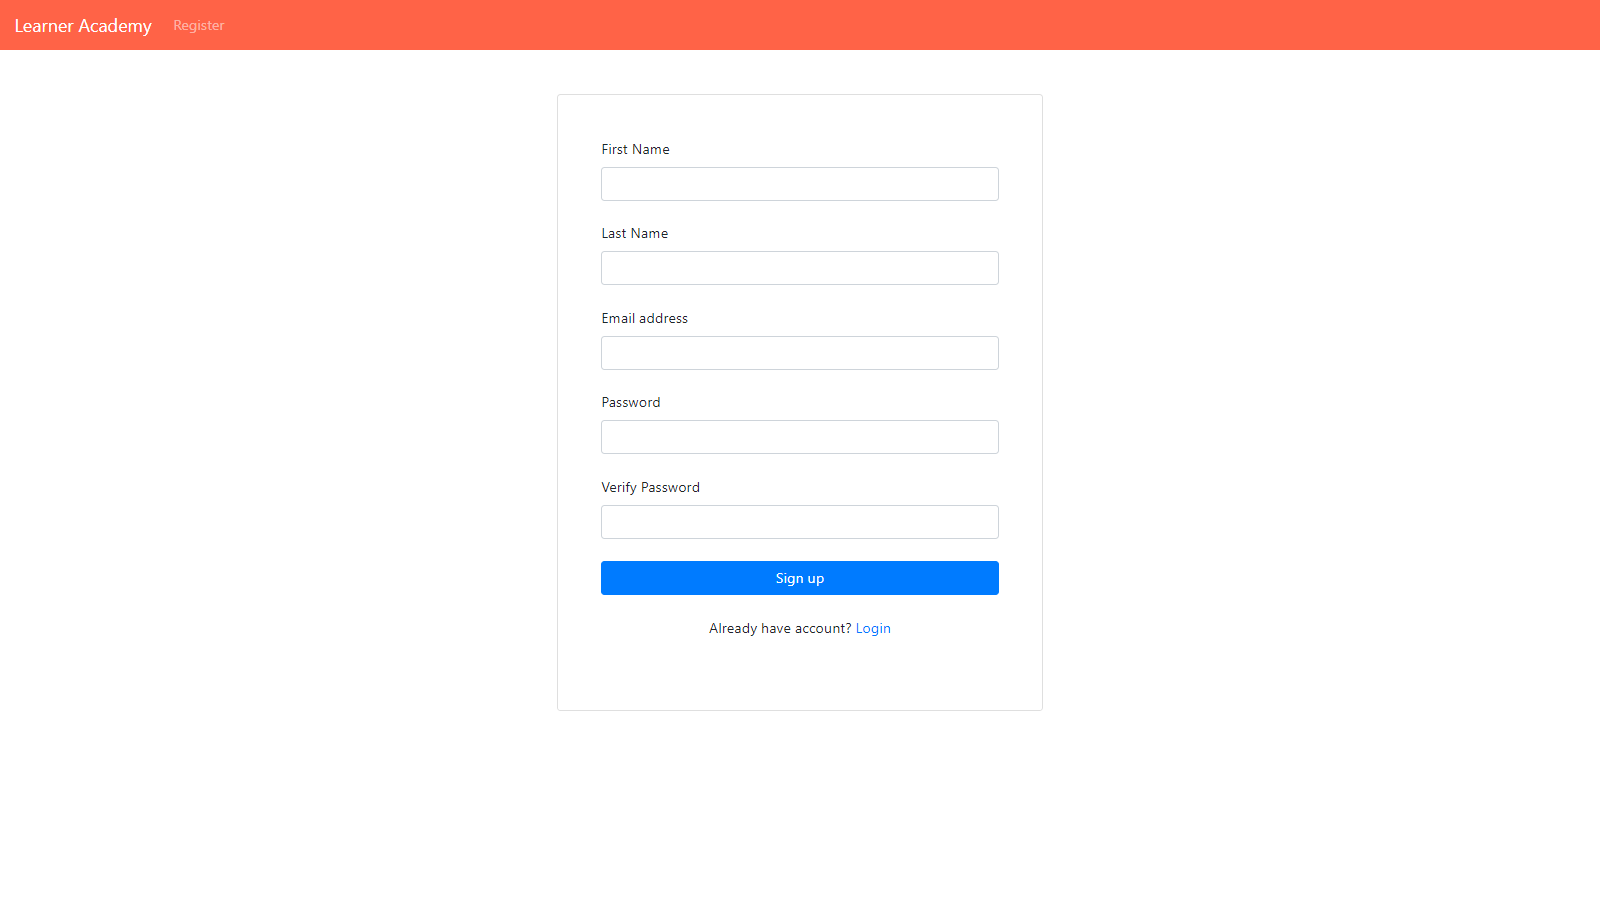 Learner Academy Register
First Name
Last Name
Email address
Password
Verify Password
Sign up
Already have account? Login